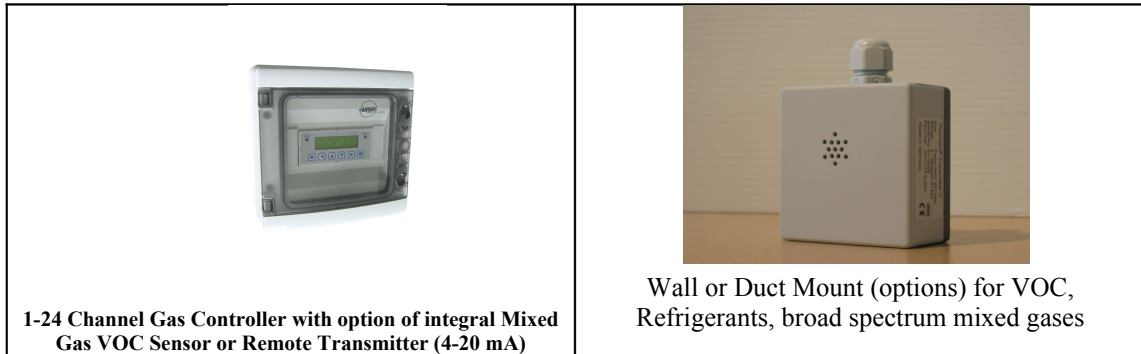 MSR
1-24 Channel Gas Controller with option of integral Mixed
Gas VOC Sensor or Remote Transmitter (4-20 mA)
Wall or Duct Mount (options) for VOC,
Refrigerants, broad spectrum mixed gases